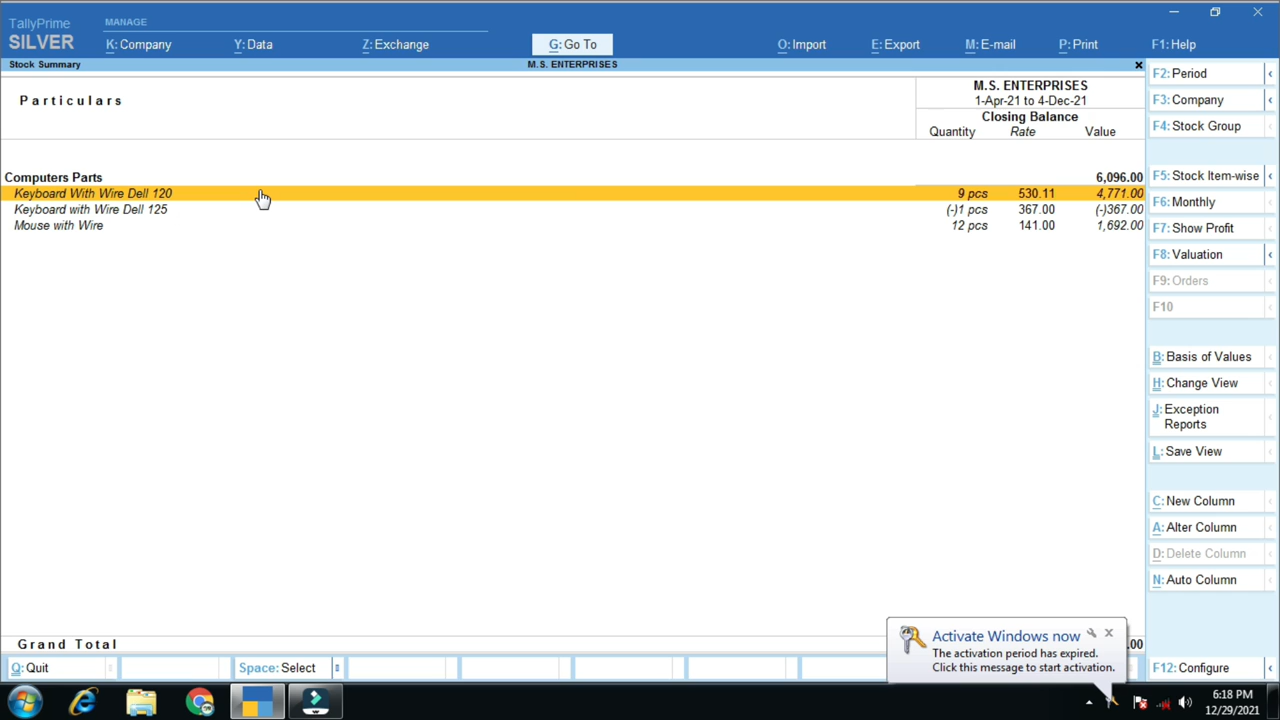 TallyPrime
MANAGE
SILVER
K: Company
Y: Data
Z: Exchange
G: Go To
O: Import
E: Export
M: E-mail
P: Print
F1: Help
Stock Summary
M.S. ENTERPRISES
Particulars
M.S. ENTERPRISES
1-Apr-21 to 4-Dec-21
Closing Balance
Quantity Rate Value
Computers Parts 6,096.00
Keyboard With Wire Dell 120 9 pcs 530.11 4,771.00
Keyboard with Wire Dell 125 (-)1 pcs 367.00 (-)367.00
Mouse with Wire 12 pcs 141.00 1,692.00
Grand Total .00
Q: Quit
Space: Select
F2: Period
F3: Company
F4: Stock Group
F5: Stock Item-wise
F6: Monthly
F7: Show Profit
F8: Valuation
F9: Orders
F10
B: Basis of Values
H: Change View
J: Exception
Reports
L: Save View
C: New Column
A: Alter Column
D: Delete Column
N: Auto Column
F12: Configure
Activate Windows now
The activation period has expired.
Click this message to start activation.
6:18 PM
12/29/2021